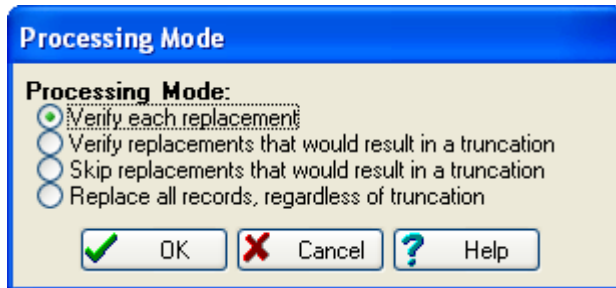 Processing Mode
Processing Mode:
Verify each replacement
Verify replacements that would result in a truncation
Skip replacements that would result in a truncation
Replace all records, regardless of truncation
OK Cancel Help